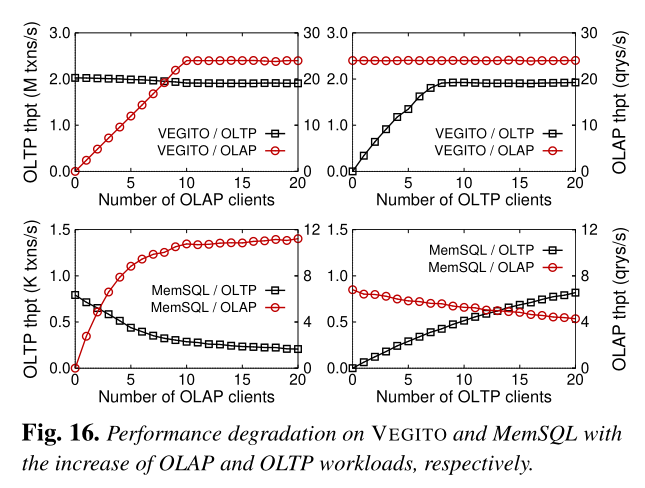 3.0
2.0
1.0
0.0
OLTP thpt (M txns/s)
VEGITO / OLTP
VEGITO / OLAP
30
20
10
0
0 5 10 15 20
Number of OLAP clients
3.0
2.0
1.0
0.0
VEGITO / OLTP
VEGITO / OLAP
30
20
10
0
OLAP thpt (qrys/s)
0 5 10 15 20
Number of OLTP clients
1.5
1.0
0.5
0.0
OLTP thpt (K txns/s)
MemSQL / OLTP
MemSQL / OLAP
12
8
4
0
0 5 10 15 20
Number of OLAP clients
1.5
1.0
0.5
0.0
MemSQL / OLTP
MemSQL / OLAP
12
8
4
0
OLAP thpt (qrys/s)
0 5 10 15 20
Number of OLTP clients
Fig. 16. Performance degradation on VEGITO and MemSQL with
the increase of OLAP and OLTP workloads, respectively.